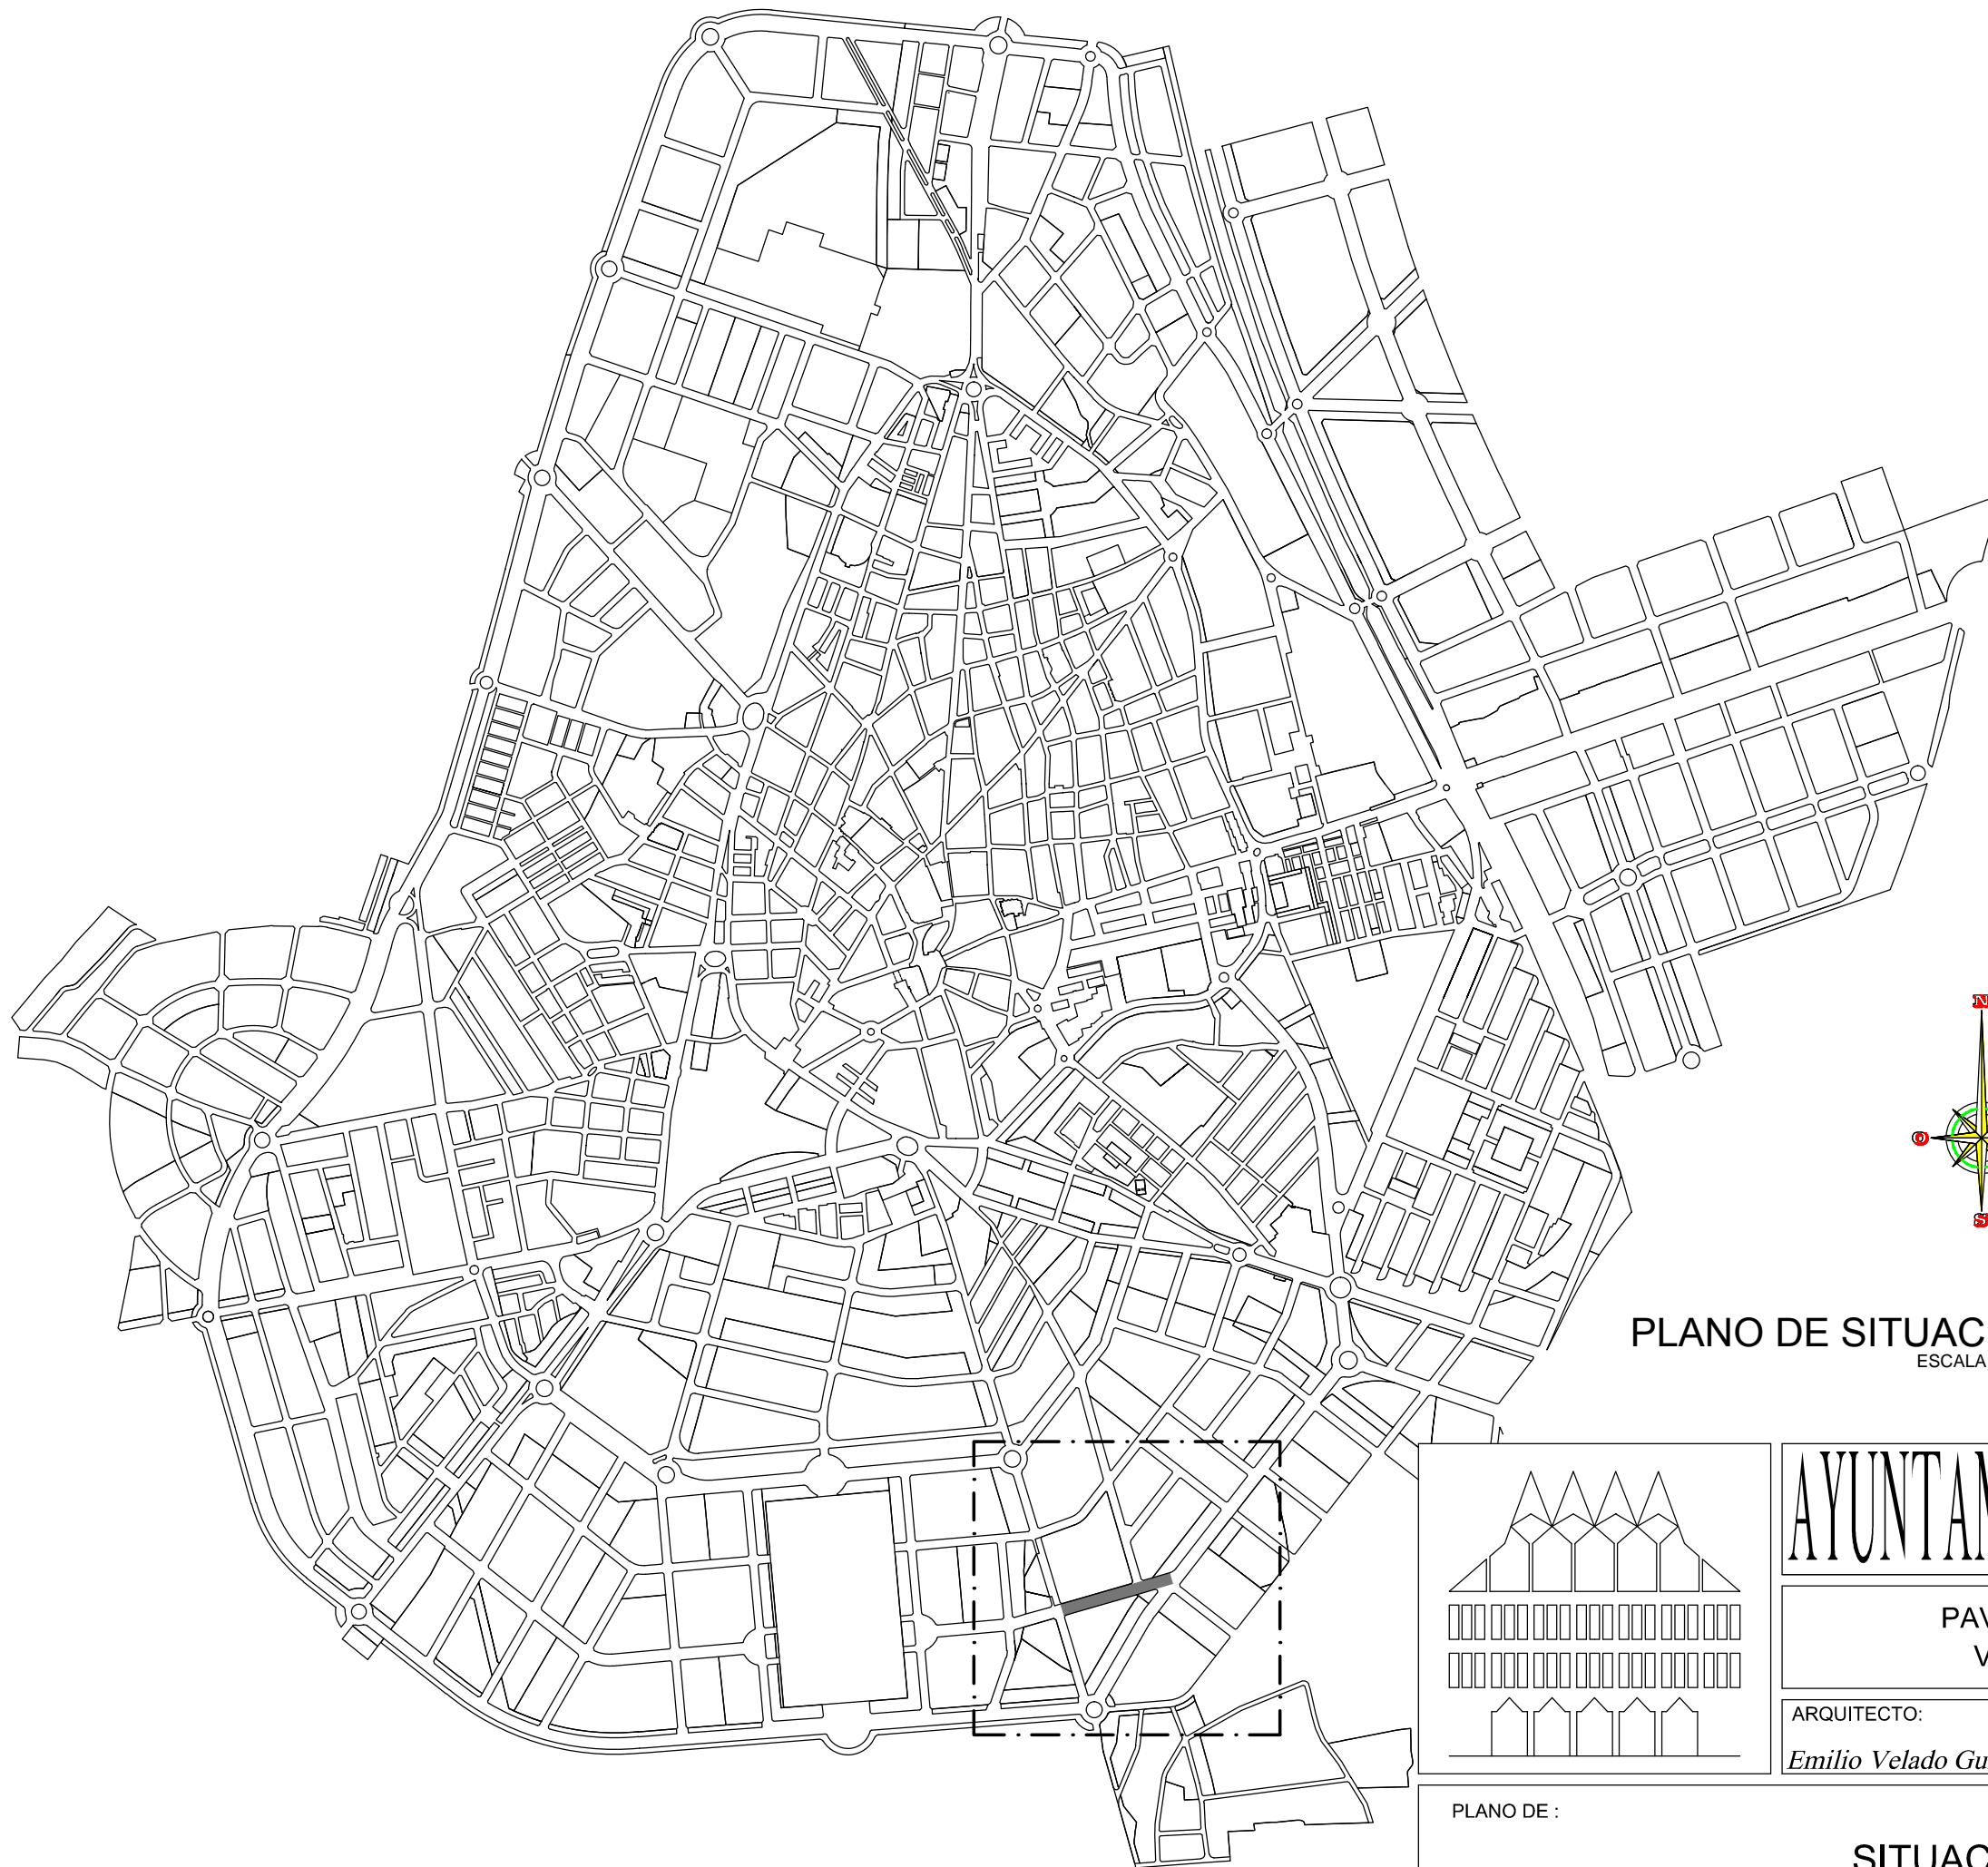 N
O
S
PLANO DE SITUAC
ESCALA
AYUNTAM
PAV
V
ARQUITECTO:
Emilio Velado Gu
PLANO DE :
SITUAC